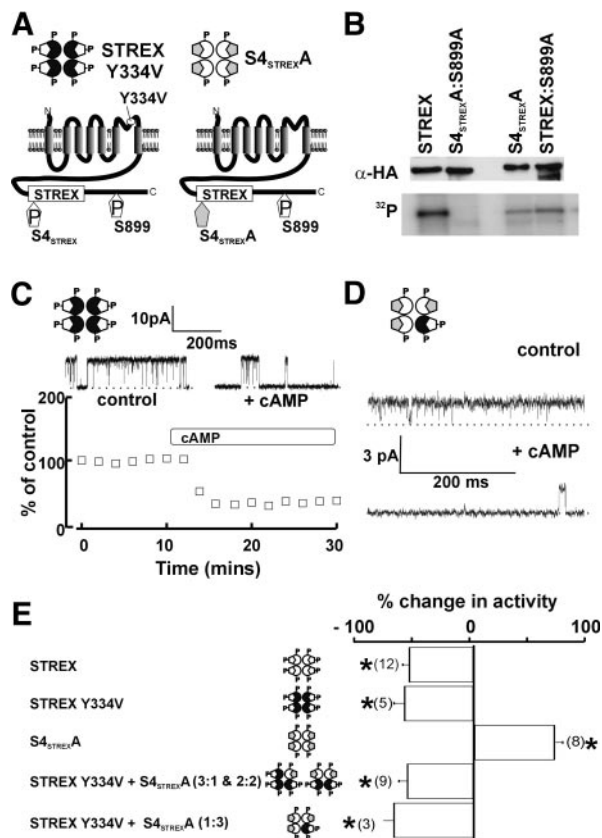 A
P P
P P
STREX
Y334V
P
P
S4STREXA
Y334V
N
STREX
C
P
S4STREX
P
S899
N
STREX
C
S4STREXA
P
S899
B
STREX
S4STREXA:S899A
S4STREXA
STREX:S899A
α-HA
32P
C
10pA
200ms
control
+ cAMP
% of control
200
100
0
cAMP
0 10 20 30
Time (mins)
D
control
3 pA
200 ms
+ cAMP
E
% change in activity
- 100 0 100
STREX
*(12)
STREX Y334V
*(5)
S4STREXA
(8)*
STREX Y334V + S4STREXA (3:1 & 2:2)
*(9)
STREX Y334V + S4STREXA (1:3)
*(3)